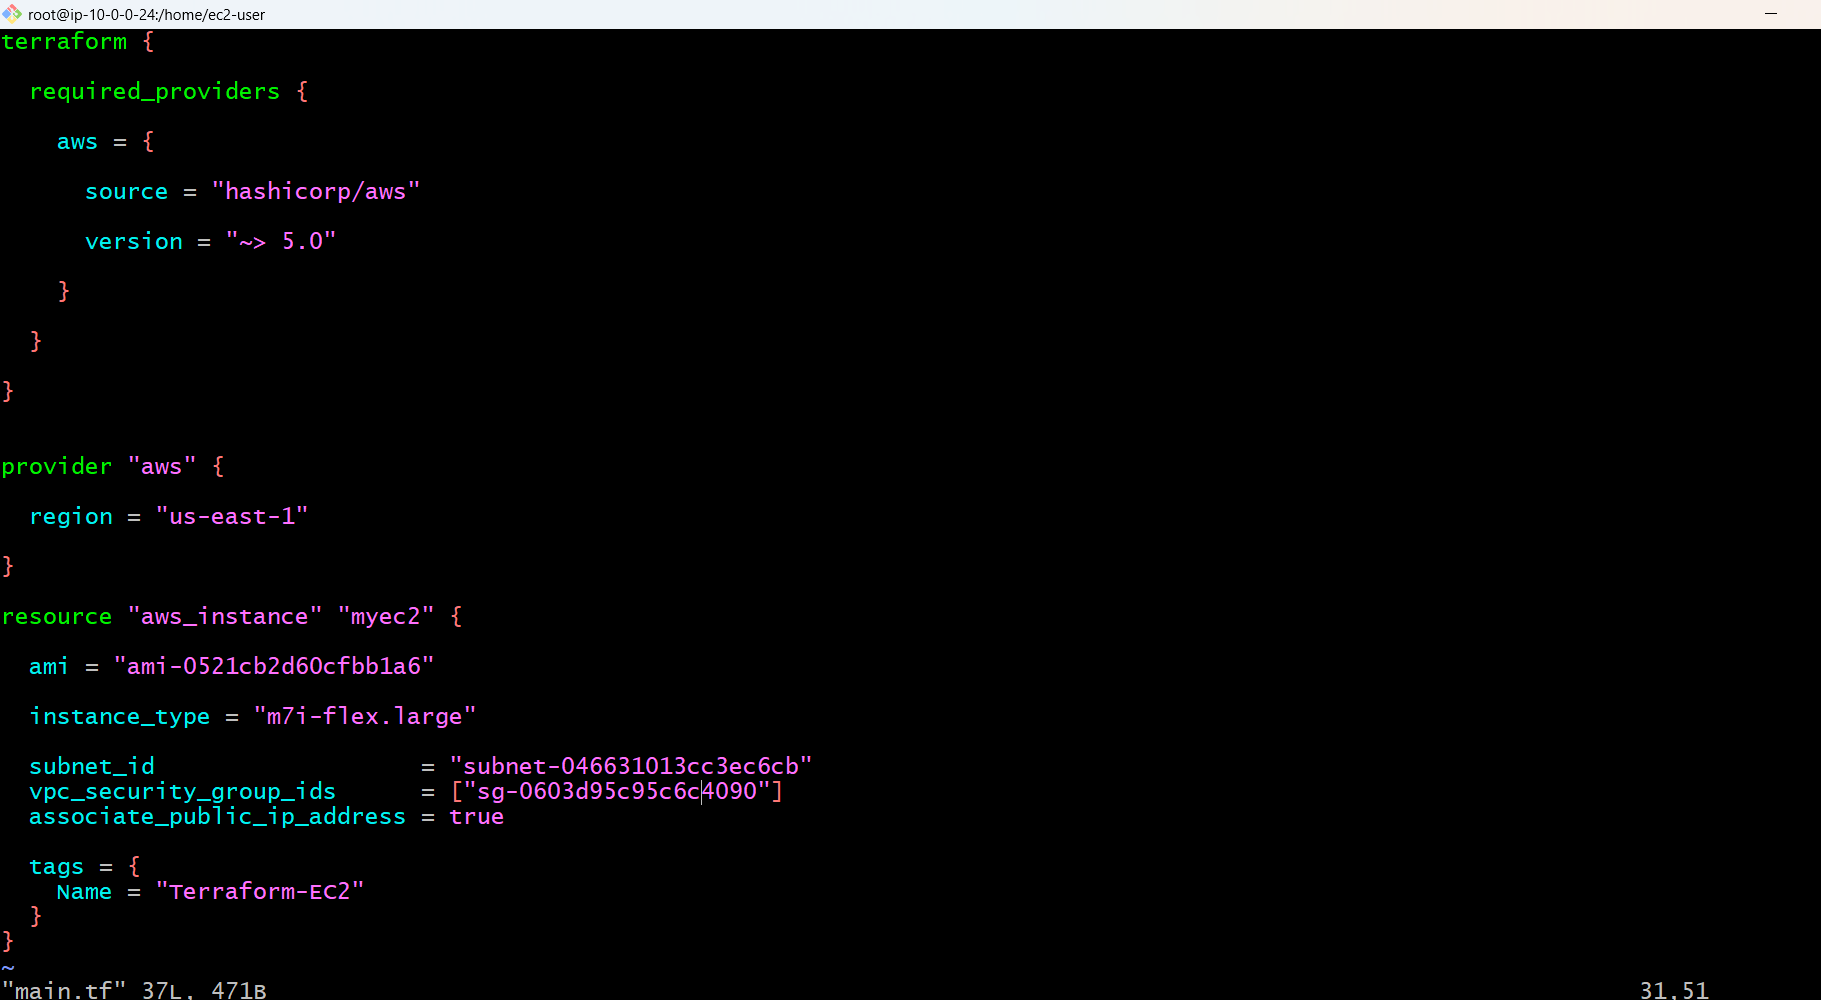 root@ip-10-0-0-24:/home/ec2-user
terraform {
  required_providers {
    aws = {
      source = "hashicorp/aws"
      version = "~> 5.0"
    }
  }
}
provider "aws" {
  region = "us-east-1"
}
resource "aws_instance" "myec2" {
  ami = "ami-0521cb2d60cfbb1a6"
  instance_type = "m7i-flex.large"
  subnet_id                   = "subnet-046631013cc3ec6cb"
  vpc_security_group_ids      = ["sg-0603d95c95c6c4090"]
  associate_public_ip_address = true
  tags = {
    Name = "Terraform-EC2"
  }
}
~
"main.tf" 37L, 471B 31,51